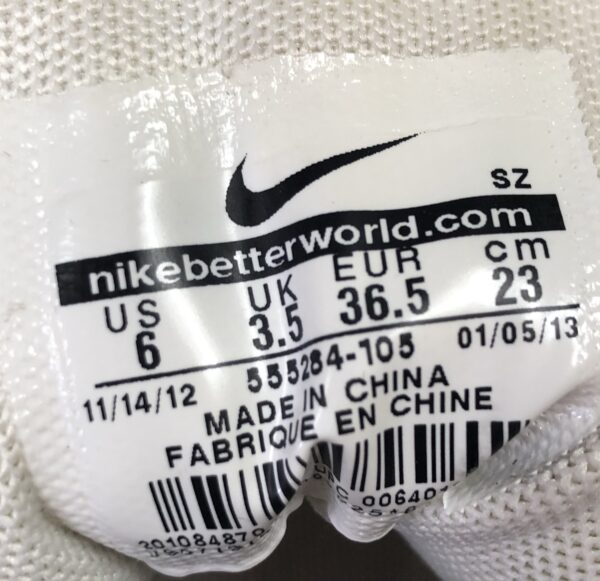 SZ
nikebetterworld.com
US UK EUR cm
6 3.5 36.5 23
11/14/12 555284-105 01/05/13
MADE IN CHINA
FABRIQUE EN CHINE